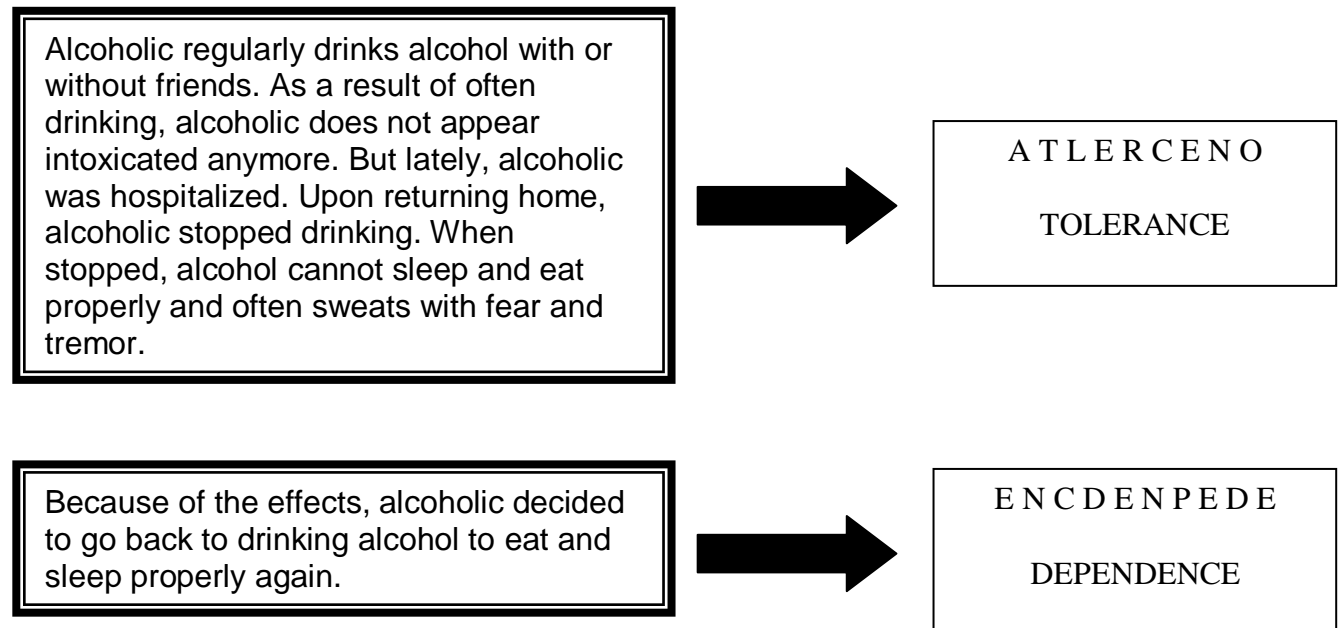 Alcoholic regularly drinks alcohol with or
without friends. As a result of often
drinking, alcoholic does not appear
intoxicated anymore. But lately, alcoholic
was hospitalized. Upon returning home,
alcoholic stopped drinking. When
stopped, alcohol cannot sleep and eat
properly and often sweats with fear and
tremor.
A T L E R C E N O
TOLERANCE
Because of the effects, alcoholic decided
to go back to drinking alcohol to eat and
sleep properly again.
E N C D E N P E D E
DEPENDENCE